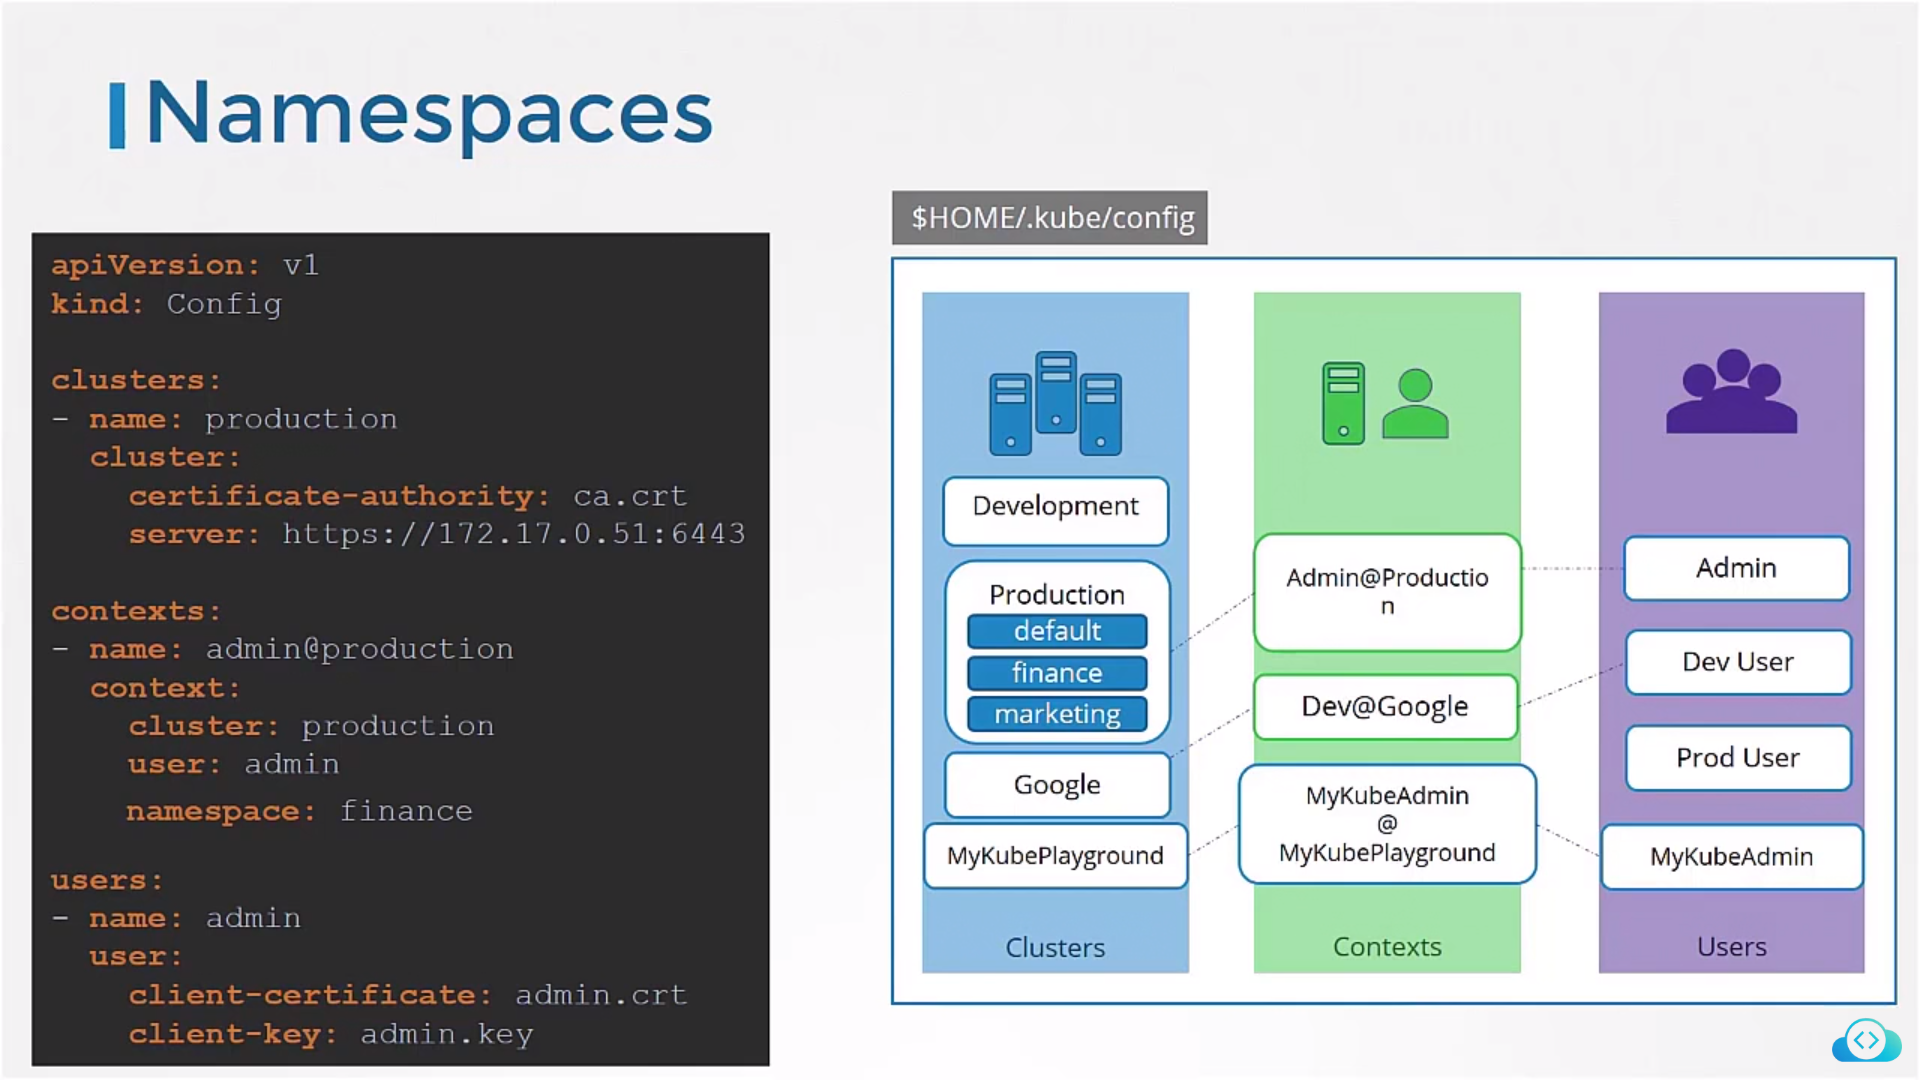 Namespaces
apiVersion: v1
kind: Config
clusters:
- name: production
cluster:
certificate-authority: ca.crt
server: https://172.17.0.51:6443
contexts:
- name: admin@production
context:
cluster: production
user: admin
namespace: finance
users:
- name: admin
user:
client-certificate: admin.crt
client-key: admin.key
$HOME/.kube/config
Development
Production
default
finance
marketing
Google
MyKubePlayground
Clusters
Admin@Productio
n
Dev@Google
MyKubeAdmin
@
MyKubePlayground
Contexts
Admin
Dev User
Prod User
MyKubeAdmin
Users